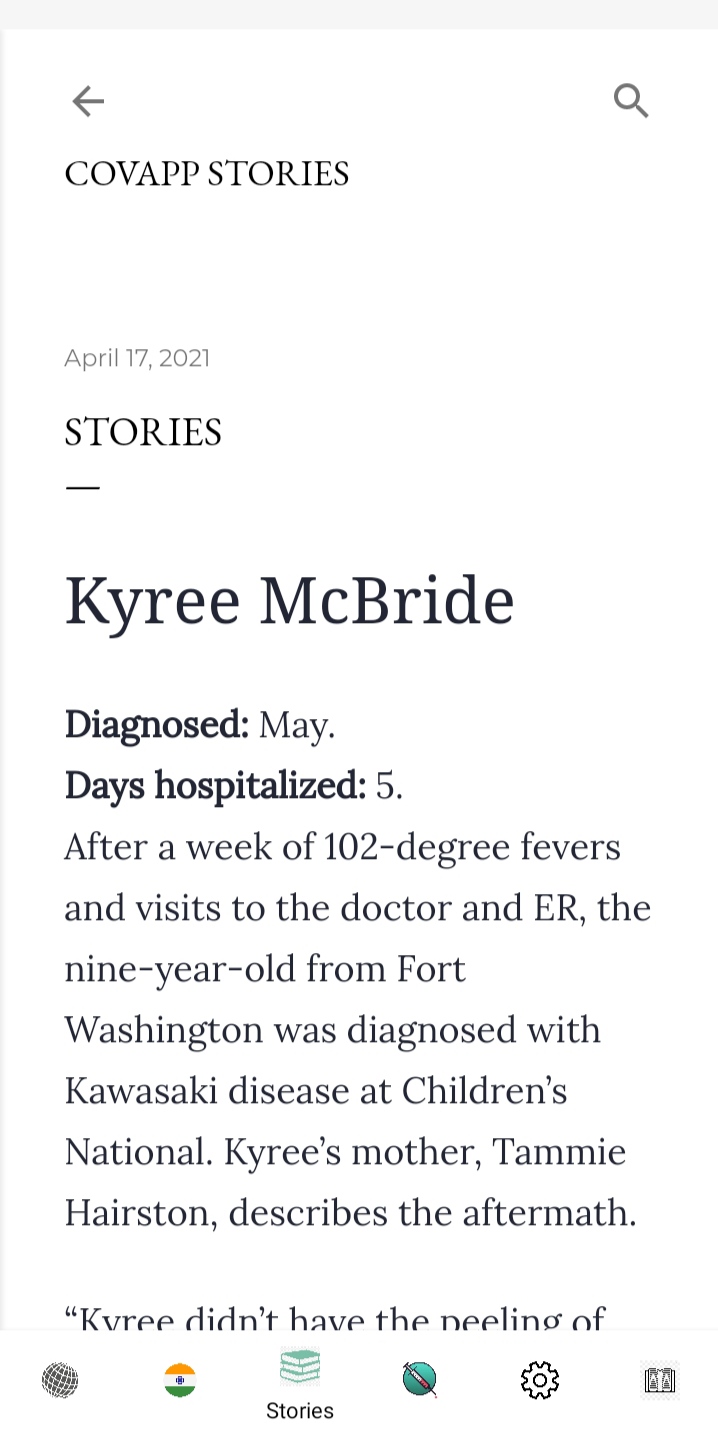 COVAPP STORIES
April 17, 2021
STORIES
Kyree McBride
Diagnosed: May.
Days hospitalized: 5.
After a week of 102-degree fevers
and visits to the doctor and ER, the
nine-year-old from Fort
Washington was diagnosed with
Kawasaki disease at Children’s
National. Kyree’s mother, Tammie
Hairston, describes the aftermath.
“Kyree didn’t have the peeling of
Stories